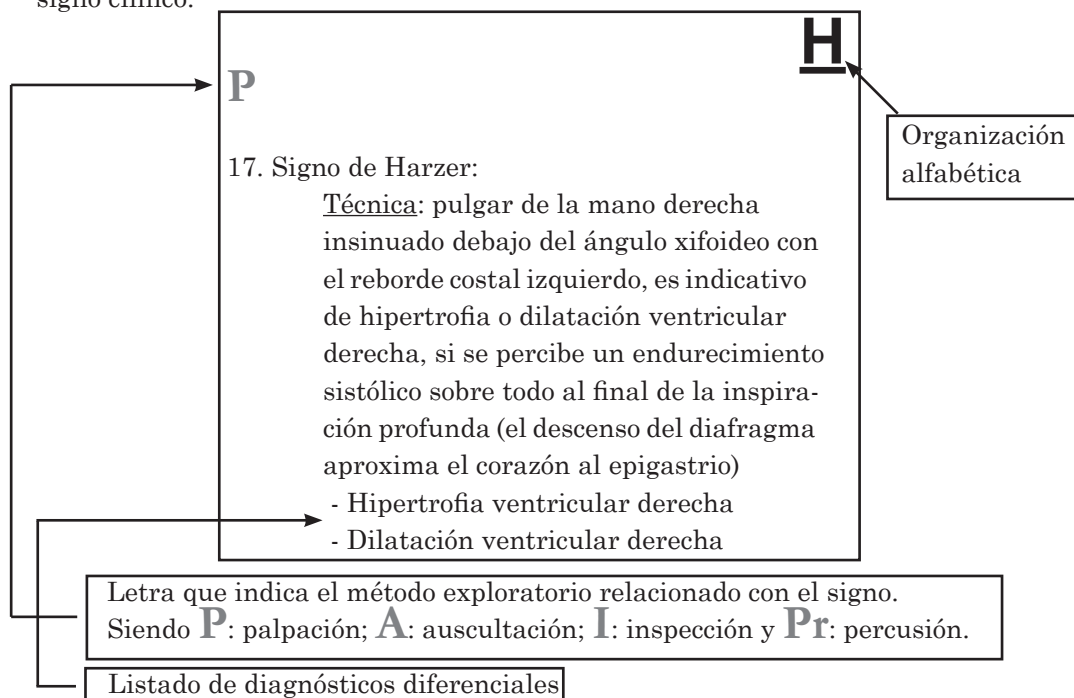 signo clínico.
H
P
Organización
alfabética
17. Signo de Harzer:
Técnica: pulgar de la mano derecha
insinuado debajo del ángulo xifoideo con
el reborde costal izquierdo, es indicativo
de hipertrofia o dilatación ventricular
derecha, si se percibe un endurecimiento
sistólico sobre todo al final de la inspira-
ción profunda (el descenso del diafragma
aproxima el corazón al epigastrio)
- Hipertrofia ventricular derecha
- Dilatación ventricular derecha
Letra que indica el método exploratorio relacionado con el signo.
Siendo P: palpación; A: auscultación; I: inspección y Pr: percusión.
Listado de diagnósticos diferenciales